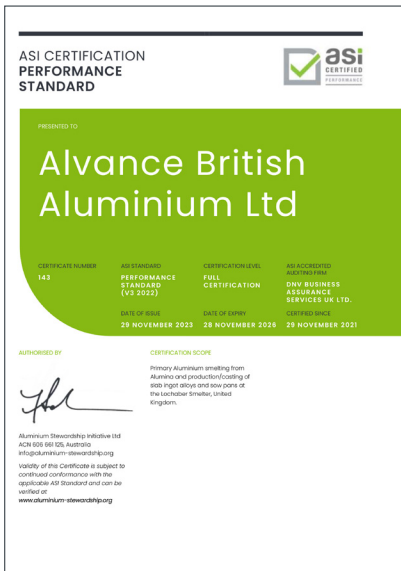 ASI CERTIFICATION
PERFORMANCE
STANDARD
asi
CERTIFIED
PERFORMANCE
PRESENTED TO
Alvance British
Aluminium Ltd
CERTIFICATE NUMBER
143
ASI STANDARD
PERFORMANCE
STANDARD
(V3 2022)
CERTIFICATION LEVEL
FULL
CERTIFICATION
ASI ACCREDITED
AUDITING FIRM
DNV BUSINESS
ASSURANCE
SERVICES UK LTD.
DATE OF ISSUE
29 NOVEMBER 2023
DATE OF EXPIRY
28 NOVEMBER 2026
CERTIFIED SINCE
29 NOVEMBER 2021
AUTHORISED BY
Aluminium Stewardship Initiative Ltd
ACN 606 661 125, Australia
info@aluminium-stewardship.org
Validity of this Certificate is subject to
continued conformance with the
applicable ASI Standard and can be
verified at
www.aluminium-stewardship.org
CERTIFICATION SCOPE
Primary Aluminium smelting from
Alumina and production/casting of
slab ingot alloys and sow pans at
the Lochaber Smelter, United
Kingdom.